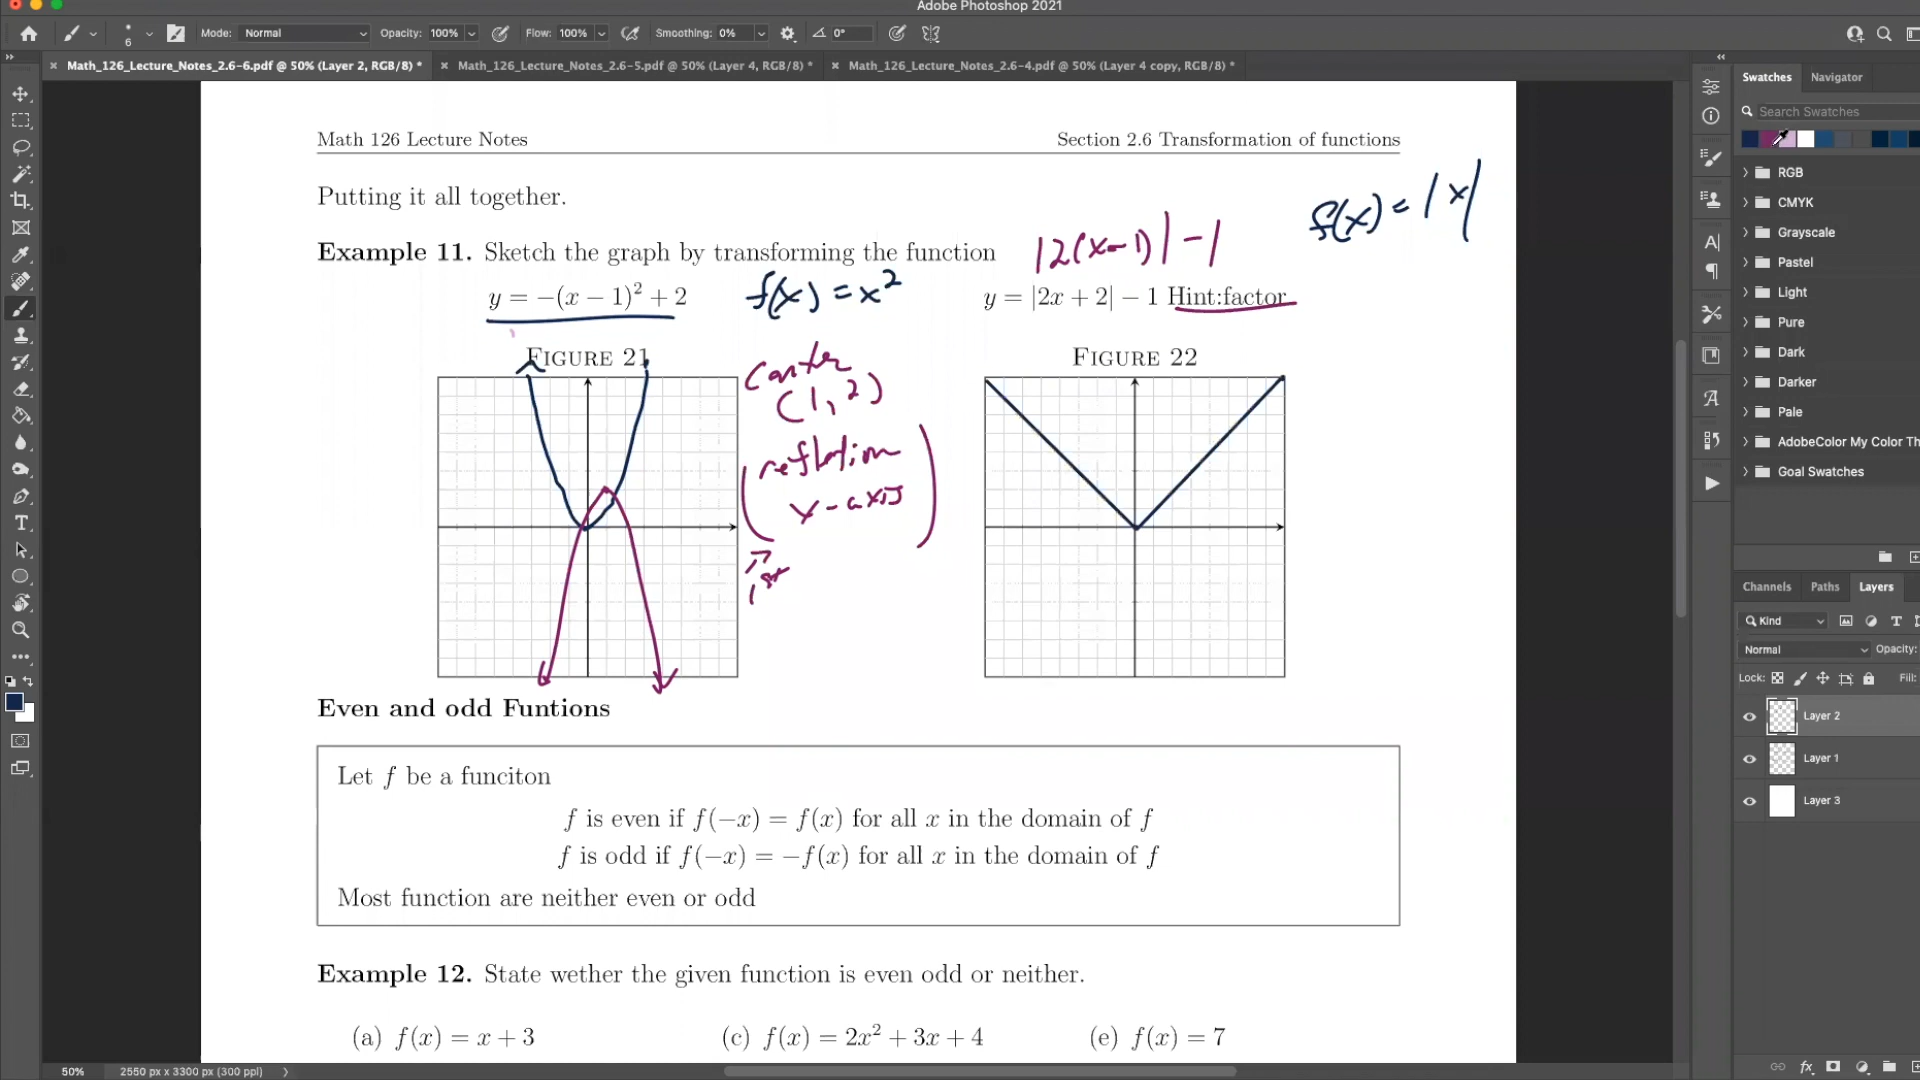 Adobe Photoshop 2021
6 Mode: Normal Opacity: 100% Flow: 100% Smoothing: 0% 0°
× Math_126_Lecture_Notes_2.6-6.pdf @ 50% (Layer 2, RGB/8) * × Math_126_Lecture_Notes_2.6-5.pdf @ 50% (Layer 4, RGB/8) * × Math_126_Lecture_Notes_2.6-4.pdf @ 50% (Layer 4 copy, RGB/8) *
Math 126 Lecture Notes Section 2.6 Transformation of functions
Putting it all together.
f(x) = |x|
Example 11. Sketch the graph by transforming the function
|2(x-1)| -1
y = −(x − 1)² + 2 f(x) = x² y = |2x + 2| − 1 Hint:factor
FIGURE 21 FIGURE 22
Center
(1, 2)
(reflation
x-axis)
1st
Even and odd Funtions
Let f be a funciton
f is even if f(−x) = f(x) for all x in the domain of f
f is odd if f(−x) = −f(x) for all x in the domain of f
Most function are neither even or odd
Example 12. State wether the given function is even odd or neither.
(a) f(x) = x + 3 (c) f(x) = 2x² + 3x + 4 (e) f(x) = 7
50% 2550 px x 3300 px (300 ppi)
Swatches Navigator
Search Swatches
RGB
CMYK
Grayscale
Pastel
Light
Pure
Dark
Darker
Pale
AdobeColor My Color Th
Goal Swatches
Channels Paths Layers
Kind
Normal Opacity:
Lock: Fill:
Layer 2
Layer 1
Layer 3